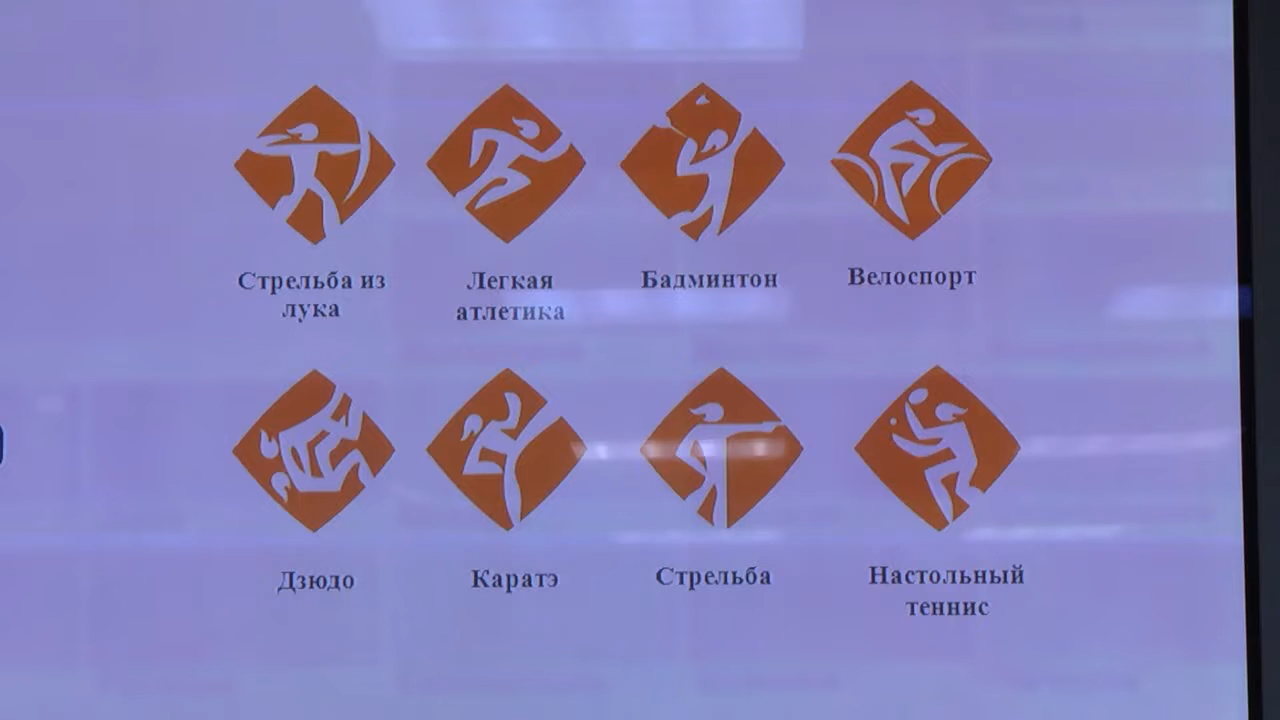 Стрельба из
лука
Легкая
атлетика
Бадминтон
Велоспорт
Дзюдо
Каратэ
Стрельба
Настольный
теннис